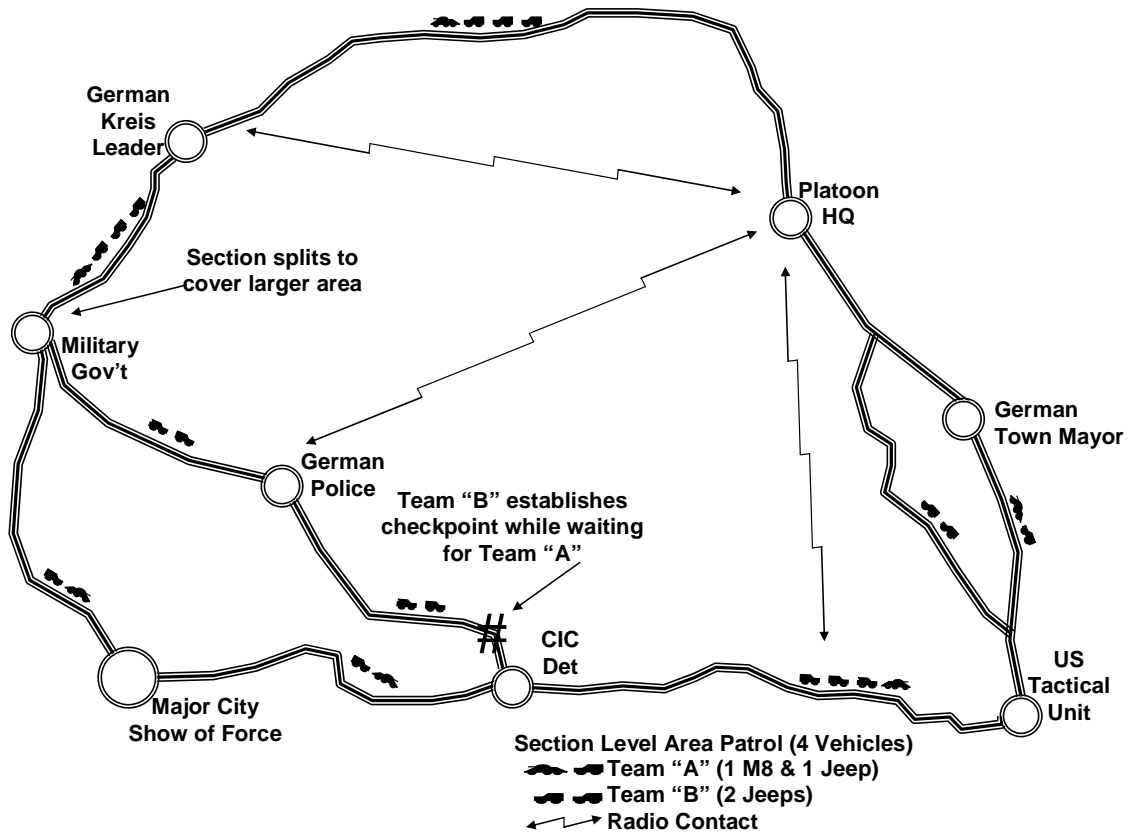 German
Kreis
Leader
Platoon
HQ
Section splits to
cover larger area
Military
Gov't
German
Town Mayor
German
Police
Team “B” establishes
checkpoint while waiting
for Team “A”
CIC
Det
US
Tactical
Unit
Major City
Show of Force
Section Level Area Patrol (4 Vehicles)
Team “A” (1 M8 & 1 Jeep)
Team “B” (2 Jeeps)
Radio Contact